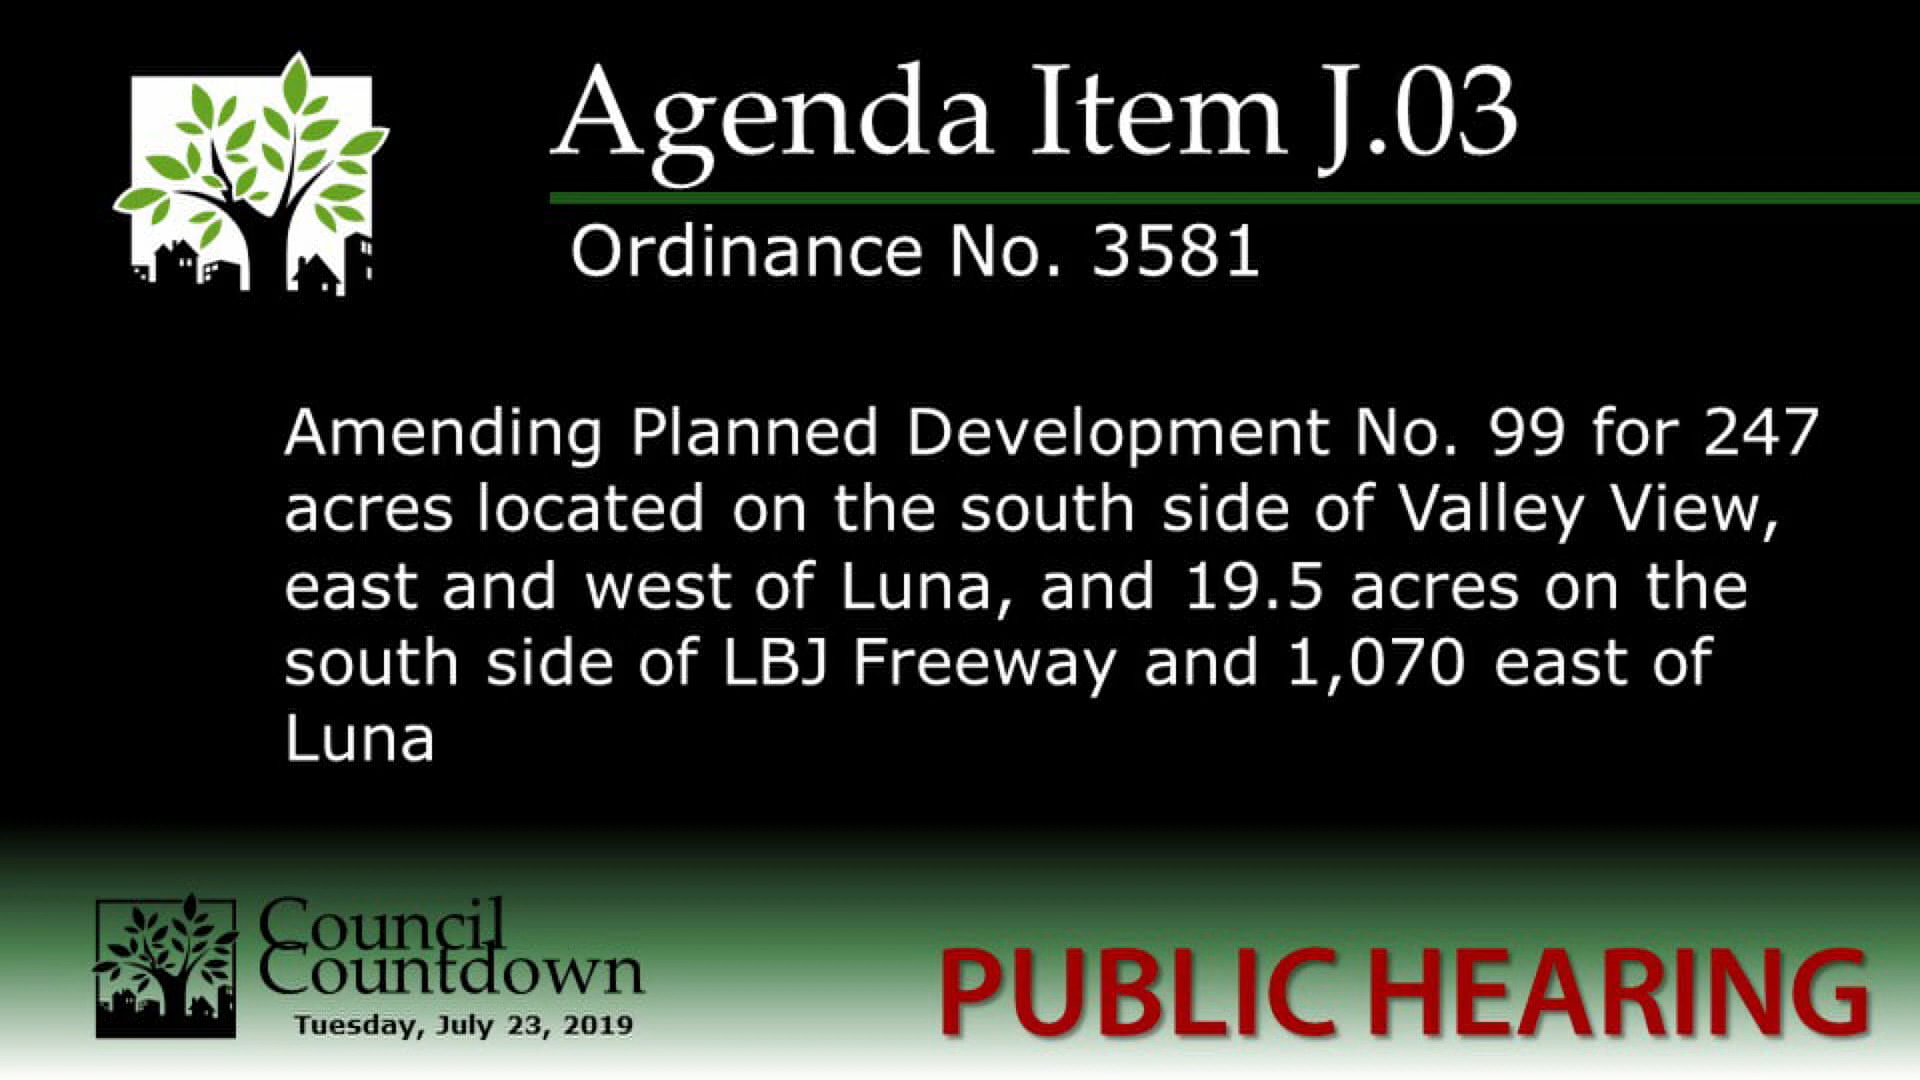 Agenda Item J.03
Ordinance No. 3581
Amending Planned Development No. 99 for 247
acres located on the south side of Valley View,
east and west of Luna, and 19.5 acres on the
south side of LBJ Freeway and 1,070 east of
Luna
Council
Countdown
Tuesday, July 23, 2019
PUBLIC HEARING